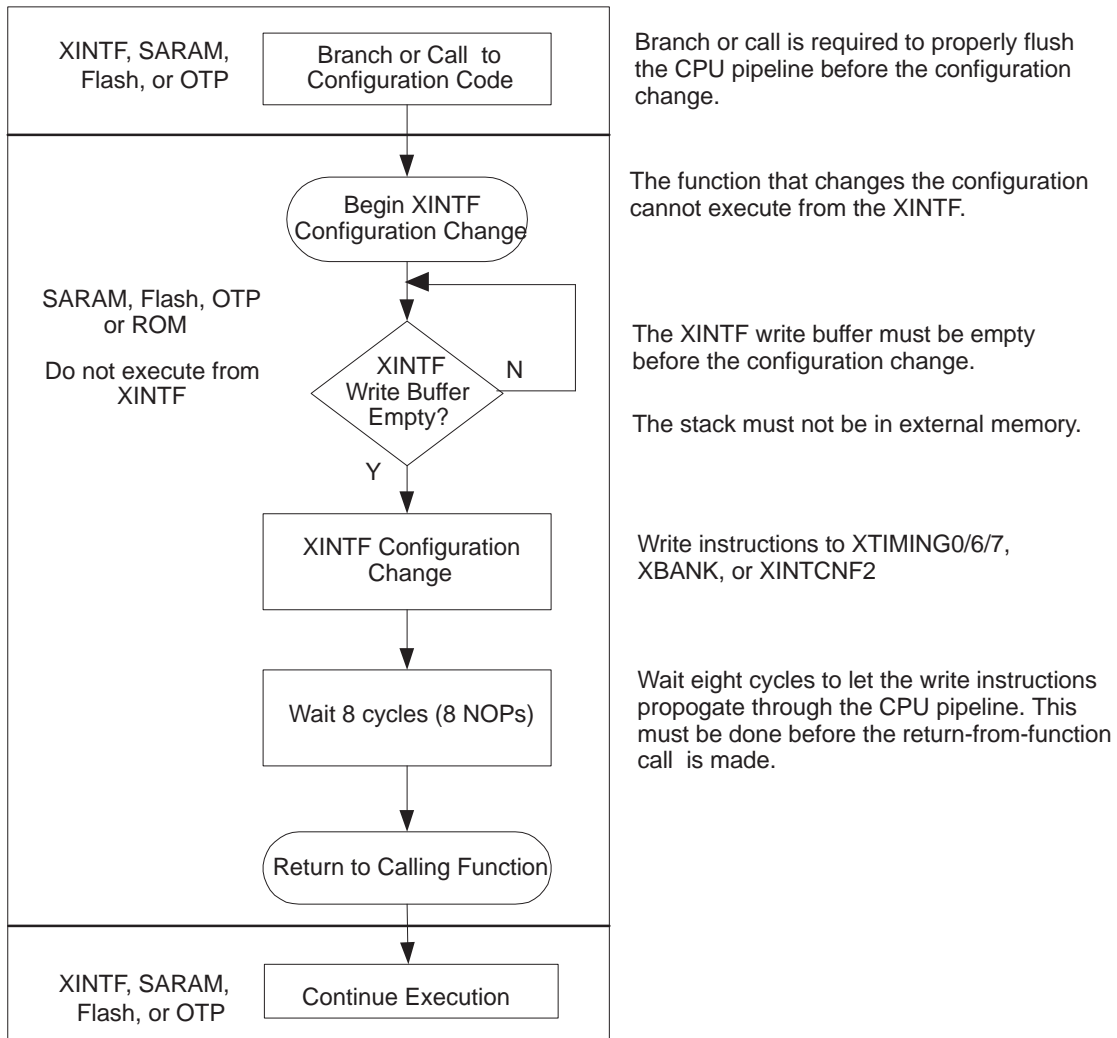 XINTF, SARAM,
Flash, or OTP
Branch or Call to
Configuration Code
Branch or call is required to properly flush
the CPU pipeline before the configuration
change.
Begin XINTF
Configuration Change
The function that changes the configuration
cannot execute from the XINTF.
SARAM, Flash, OTP
or ROM
Do not execute from
XINTF
XINTF
Write Buffer
Empty?
N
Y
The XINTF write buffer must be empty
before the configuration change.
The stack must not be in external memory.
XINTF Configuration
Change
Write instructions to XTIMING0/6/7,
XBANK, or XINTCNF2
Wait 8 cycles (8 NOPs)
Wait eight cycles to let the write instructions
propogate through the CPU pipeline. This
must be done before the return-from-function
call is made.
Return to Calling Function
XINTF, SARAM,
Flash, or OTP
Continue Execution